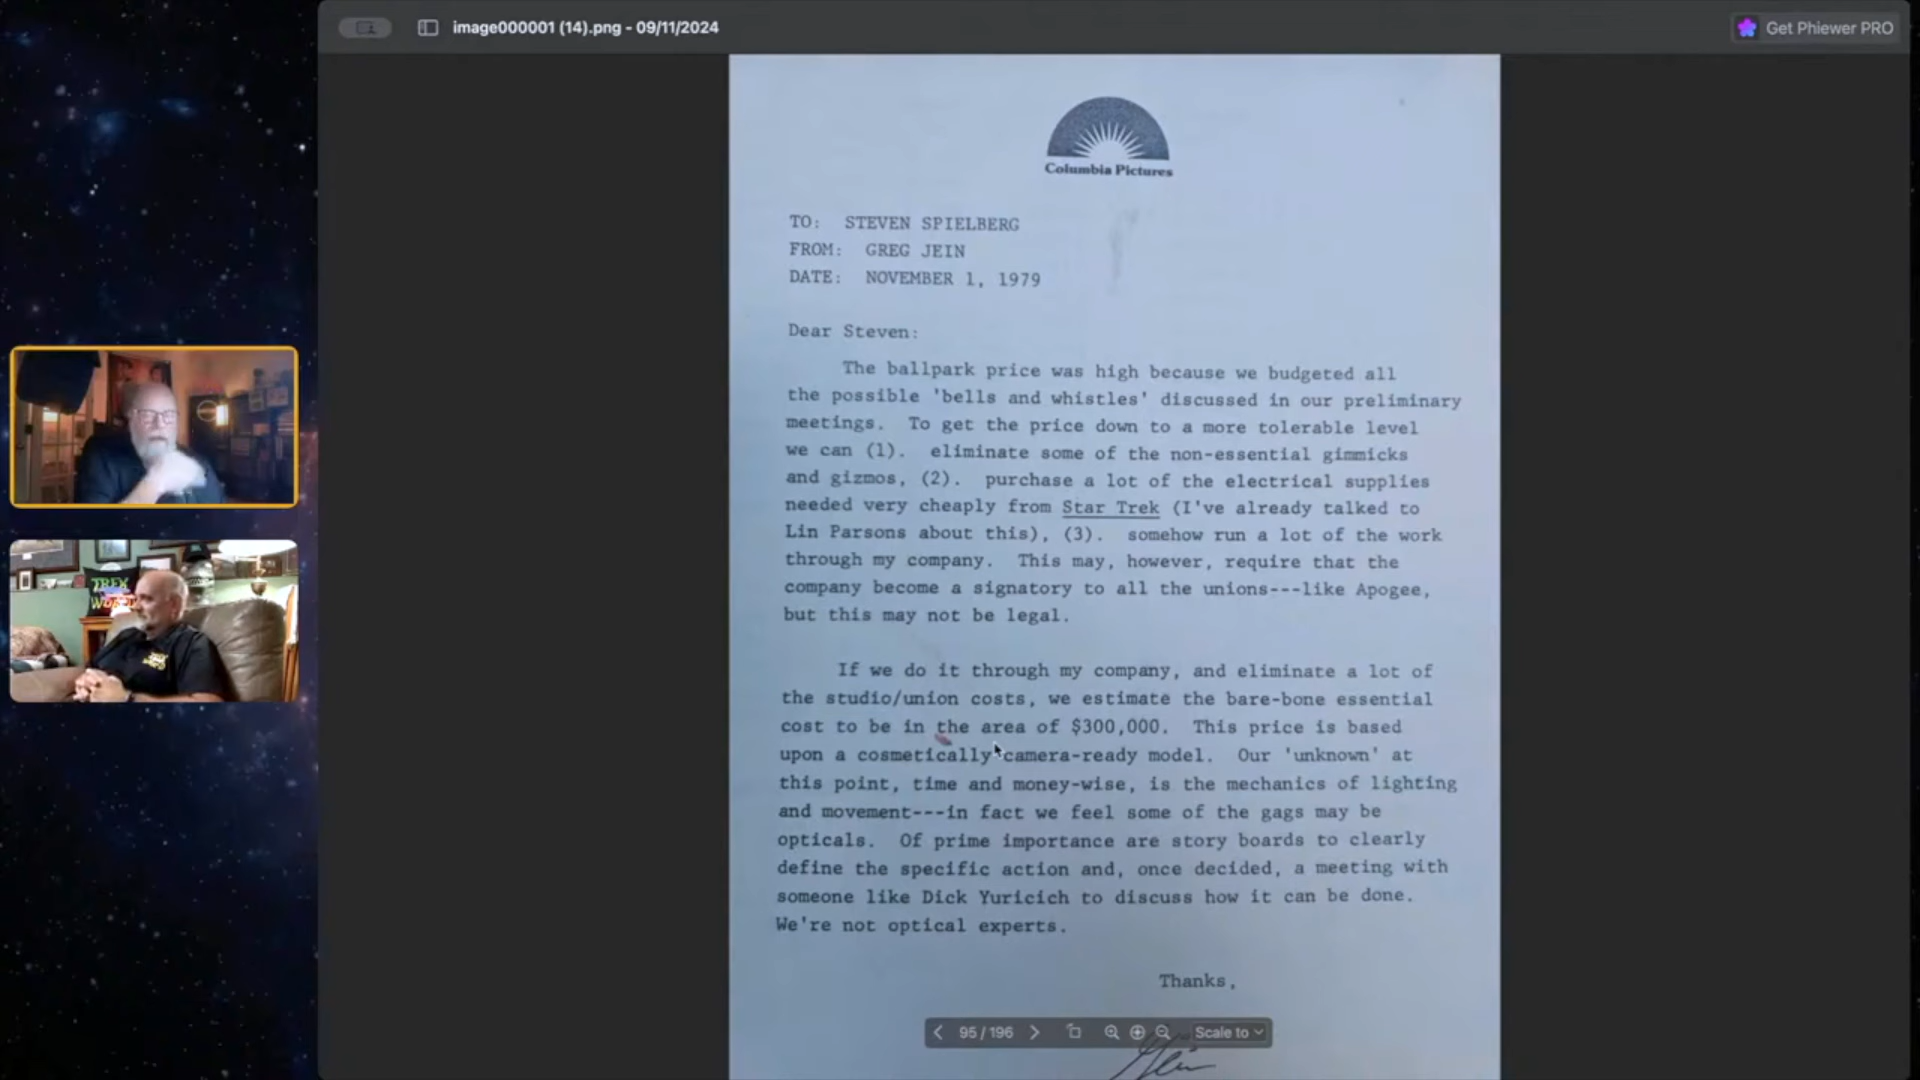 image000001 (14).png - 09/11/2024
Get Phiewer PRO
Columbia Pictures
TO: STEVEN SPIELBERG
FROM: GREG JEIN
DATE: NOVEMBER 1, 1979
Dear Steven:
The ballpark price was high because we budgeted all
the possible 'bells and whistles' discussed in our preliminary
meetings. To get the price down to a more tolerable level
we can (1). eliminate some of the non-essential gimmicks
and gizmos, (2). purchase a lot of the electrical supplies
needed very cheaply from Star Trek (I've already talked to
Lin Parsons about this), (3). somehow run a lot of the work
through my company. This may, however, require that the
company become a signatory to all the unions---like Apogee,
but this may not be legal.
If we do it through my company, and eliminate a lot of
the studio/union costs, we estimate the bare-bone essential
cost to be in the area of $300,000. This price is based
upon a cosmetically camera-ready model. Our 'unknown' at
this point, time and money-wise, is the mechanics of lighting
and movement---in fact we feel some of the gags may be
opticals. Of prime importance are story boards to clearly
define the specific action and, once decided, a meeting with
someone like Dick Yuricich to discuss how it can be done.
We're not optical experts.
Thanks,
95 / 196
Scale to
TREK